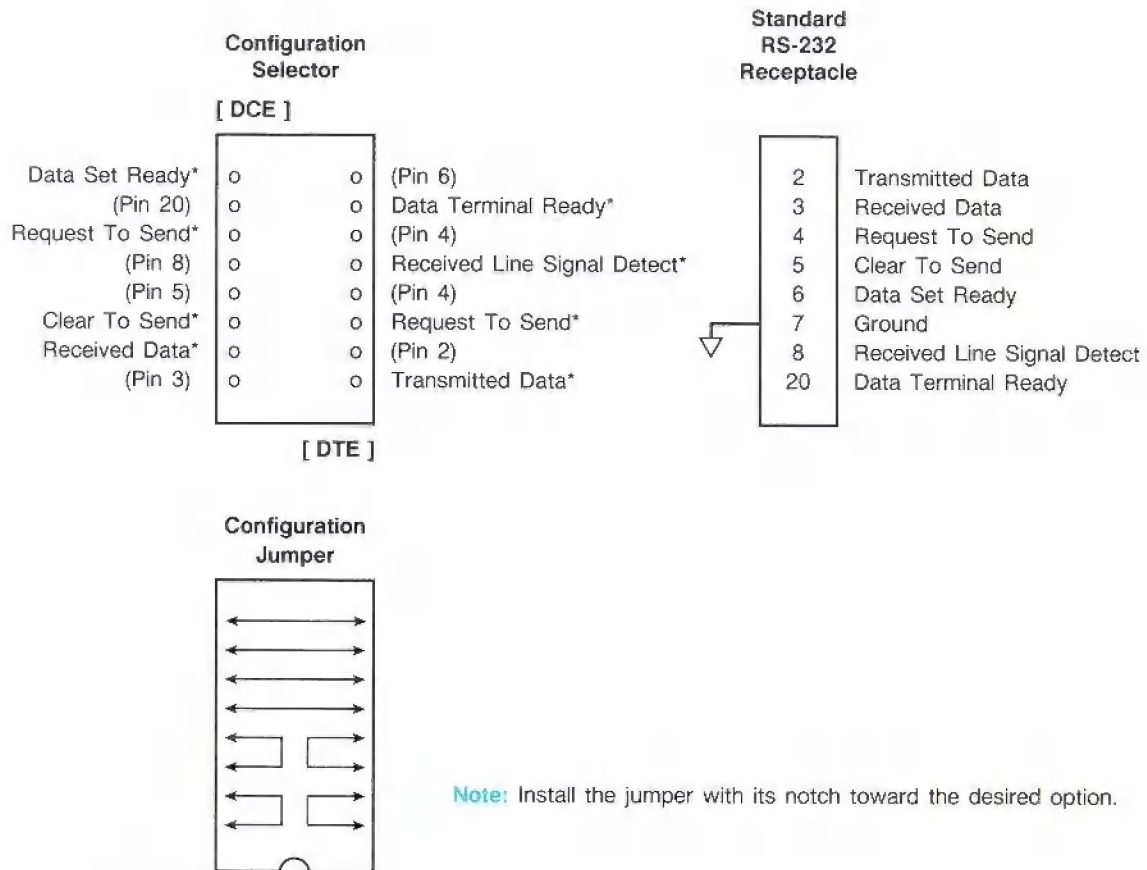 Configuration
Selector
[ DCE ]
Data Set Ready* o o (Pin 6)
(Pin 20) o o Data Terminal Ready*
Request To Send* o o (Pin 4)
(Pin 8) o o Received Line Signal Detect*
(Pin 5) o o (Pin 4)
Clear To Send* o o Request To Send*
Received Data* o o (Pin 2)
(Pin 3) o o Transmitted Data*
[ DTE ]
Standard
RS-232
Receptacle
2 Transmitted Data
3 Received Data
4 Request To Send
5 Clear To Send
6 Data Set Ready
7 Ground
8 Received Line Signal Detect
20 Data Terminal Ready
Configuration
Jumper
Note: Install the jumper with its notch toward the desired option.